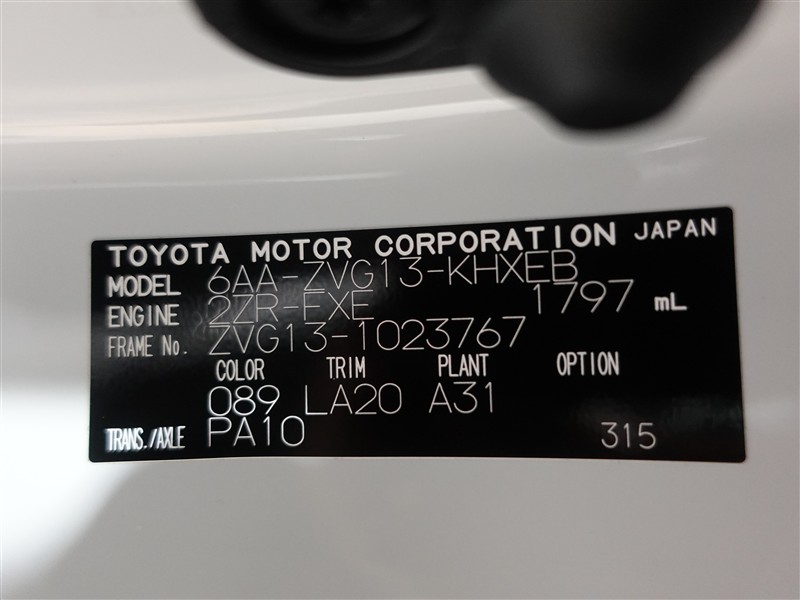 TOYOTA MOTOR CORPORATION JAPAN
MODEL 6AA-ZVG13-KHXEB
ENGINE 2ZR-FXE 1797 mL
FRAME No. ZVG13-1023767
COLOR TRIM PLANT OPTION
089 LA20 A31
TRANS./AXLE PA10 315